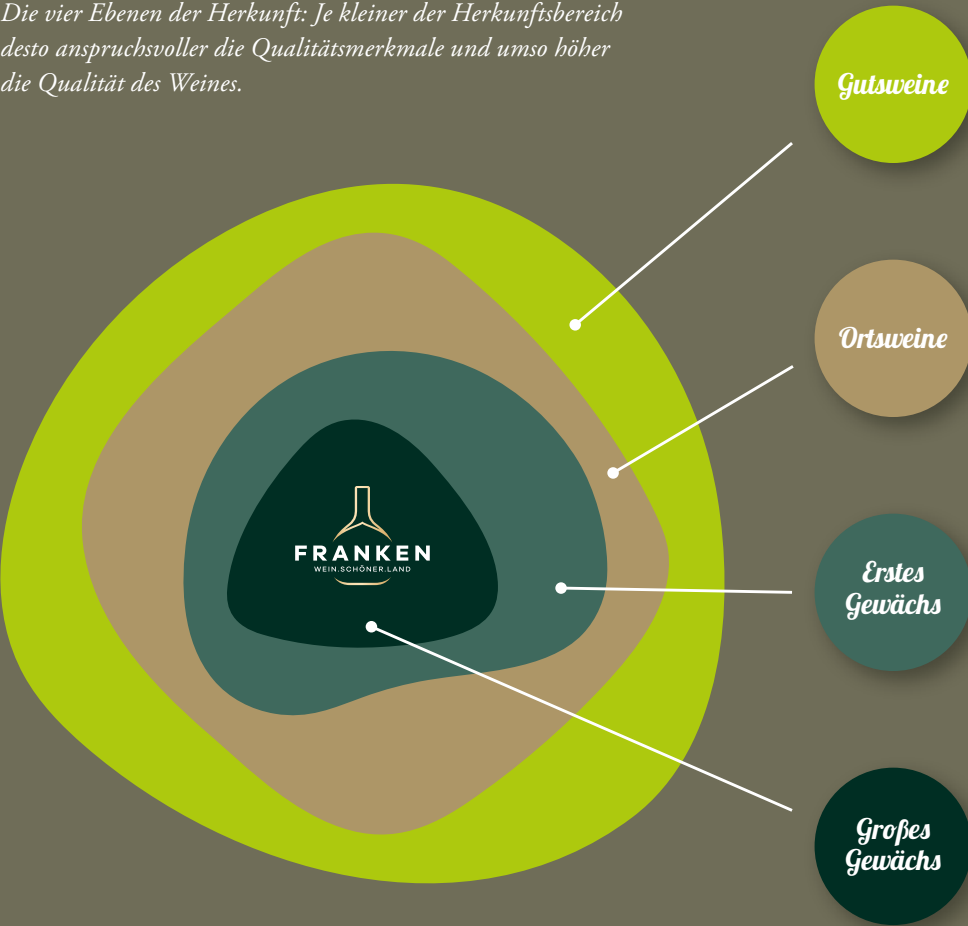 Die vier Ebenen der Herkunft: Je kleiner der Herkunftsbereich
desto anspruchsvoller die Qualitätsmerkmale und umso höher
die Qualität des Weines.
Gutsweine
Ortsweine
Erstes
Gewächs
Großes
Gewächs
FRANKEN
WEIN.SCHÖNER.LAND